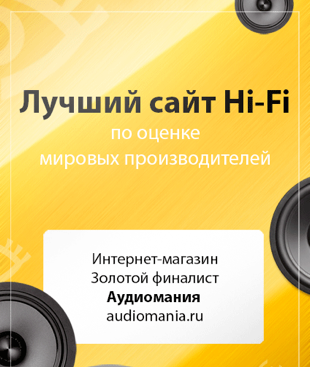 Лучший сайт Hi-Fi
по оценке
мировых производителей
Интернет-магазин
Золотой финалист
Аудиомания
audiomania.ru